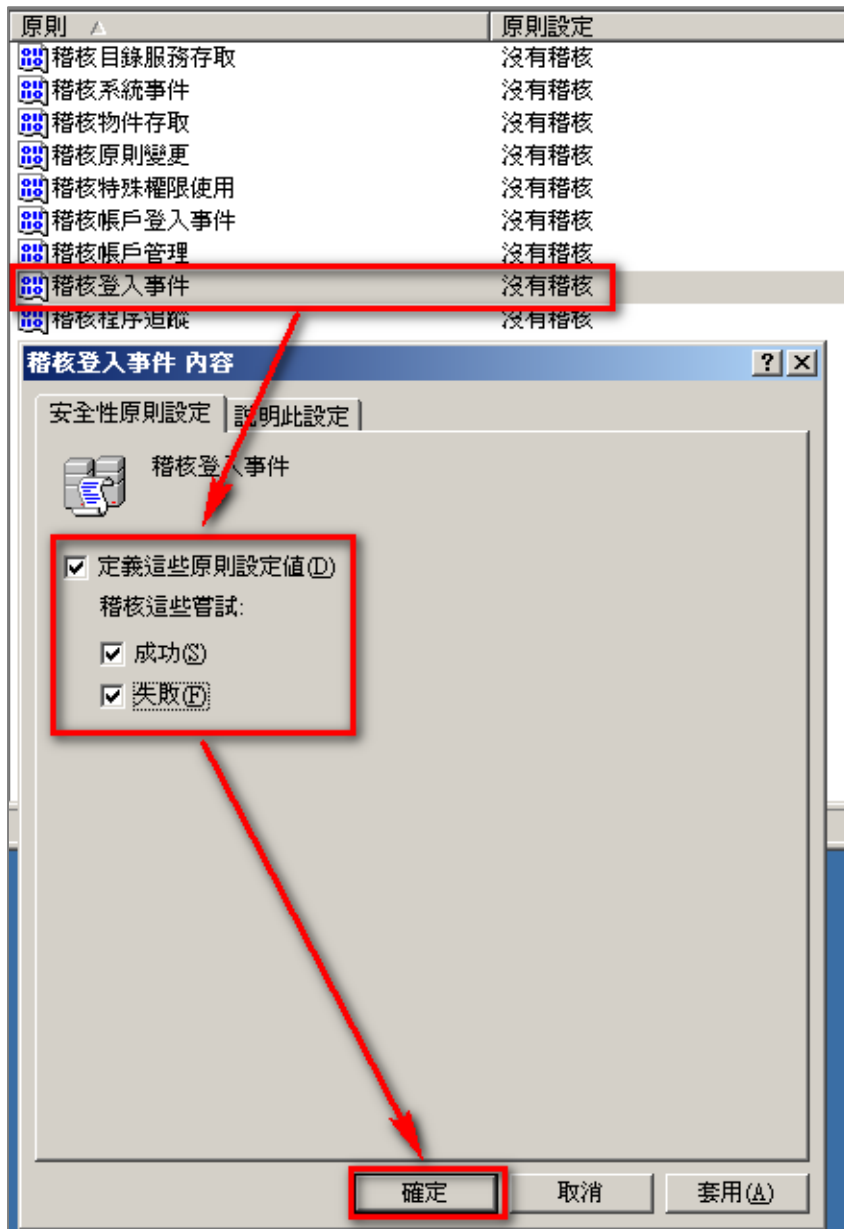 原則 原則設定
稽核目錄服務存取 沒有稽核
稽核系統事件 沒有稽核
稽核物件存取 沒有稽核
稽核原則變更 沒有稽核
稽核特殊權限使用 沒有稽核
稽核帳戶登入事件 沒有稽核
稽核帳戶管理 沒有稽核
稽核登入事件 沒有稽核
稽核程序追蹤 沒有稽核
稽核登入事件 內容
安全性原則設定 說明此設定
稽核登入事件
定義這些原則設定值(D)
稽核這些嘗試:
成功(S)
失敗(F)
確定 取消 套用(A)